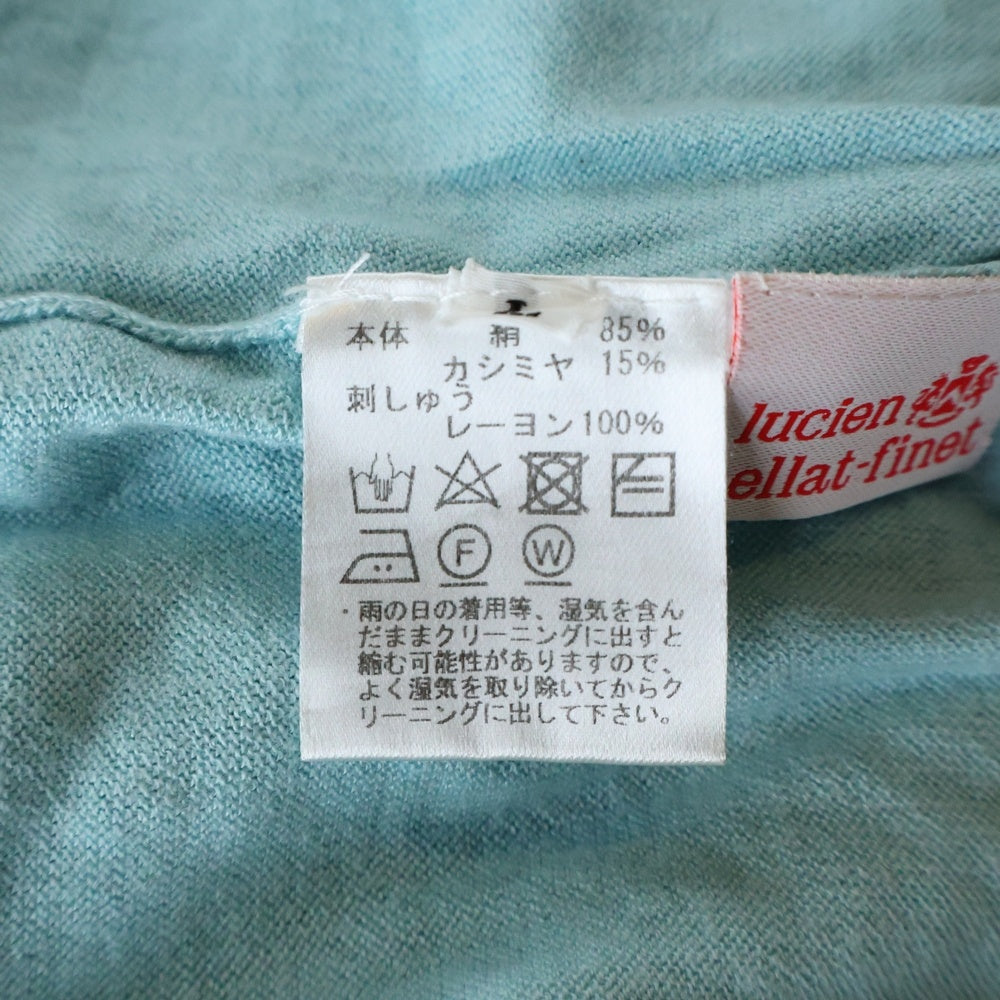 本体 85%
カシミヤ 15%
刺しゅう
レーヨン100%
F W
・雨の日の着用等、湿気を含ん
だままクリーニングに出すと
縮む可能性がありますので、
よく湿気を取り除いてからク
リーニングに出して下さい。
lucien
ellat-finet